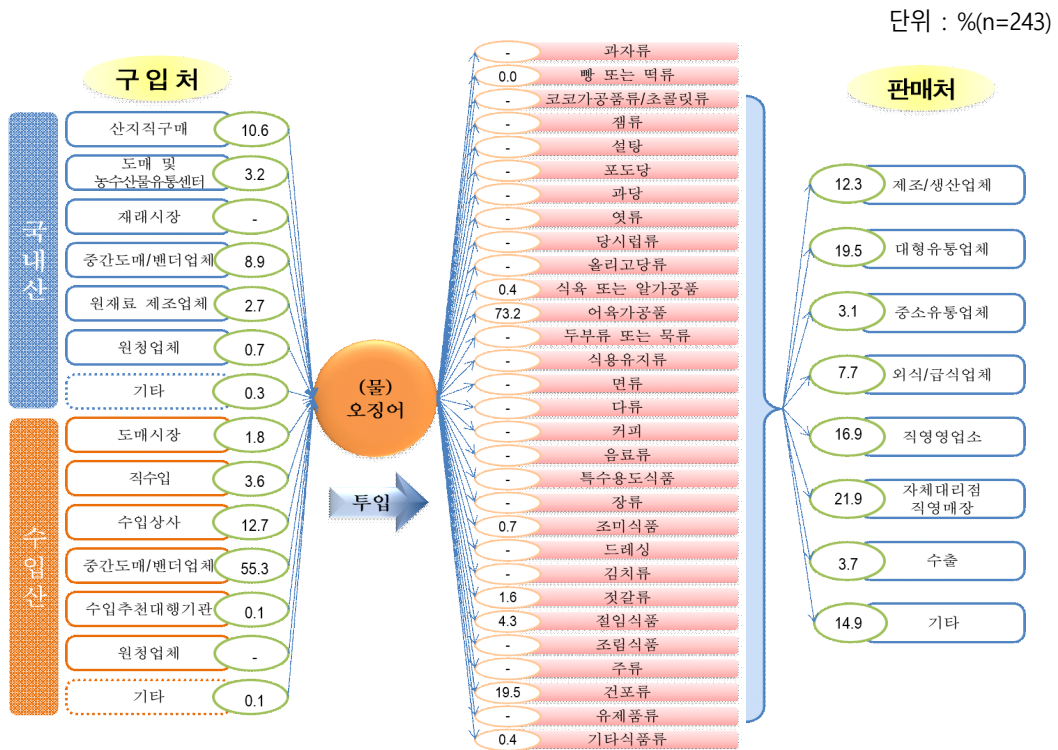 단위 : %(n=243)
구입처
국내산
산지직구매 10.6
도매 및
농수산물유통센터 3.2
재래시장 -
중간도매/밴더업체 8.9
원재료 제조업체 2.7
원청업체 0.7
기타 0.3
수입산
도매시장 1.8
직수입 3.6
수입상사 12.7
중간도매/밴더업체 55.3
수입추천대행기관 0.1
원청업체 -
기타 0.1
(물)
오징어
투입
- 과자류
0.0 빵 또는 떡류
- 코코가공품류/초콜릿류
- 잼류
- 설탕
- 포도당
- 과당
- 엿류
- 당시럽류
- 올리고당류
0.4 식육 또는 알가공품
73.2 어육가공품
- 두부류 또는 묵류
- 식용유지류
- 면류
- 다류
- 커피
- 음료류
- 특수용도식품
- 장류
0.7 조미식품
- 드레싱
- 김치류
1.6 젓갈류
4.3 절임식품
- 조림식품
- 주류
19.5 건포류
- 유제품류
0.4 기타식품류
판매처
12.3 제조/생산업체
19.5 대형유통업체
3.1 중소유통업체
7.7 외식/급식업체
16.9 직영영업소
21.9 자체대리점
직영매장
3.7 수출
14.9 기타